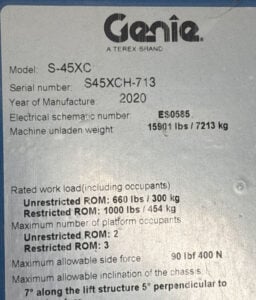 Genie
A TEREX BRAND
Model: S-45XC
Serial number: S45XCH-713
Year of Manufacture: 2020
Electrical schematic number: ES0585
Machine unladen weight 15901 lbs / 7213 kg
Rated work load(including occupants)
Unrestricted ROM: 660 lbs / 300 kg
Restricted ROM: 1000 lbs / 454 kg
Maximum number of platform occupants
Unrestricted ROM: 2
Restricted ROM: 3
Maximum allowable side force 90 lbf 400 N
Maximum allowable inclination of the chassis
7° along the lift structure 5° perpendicular to